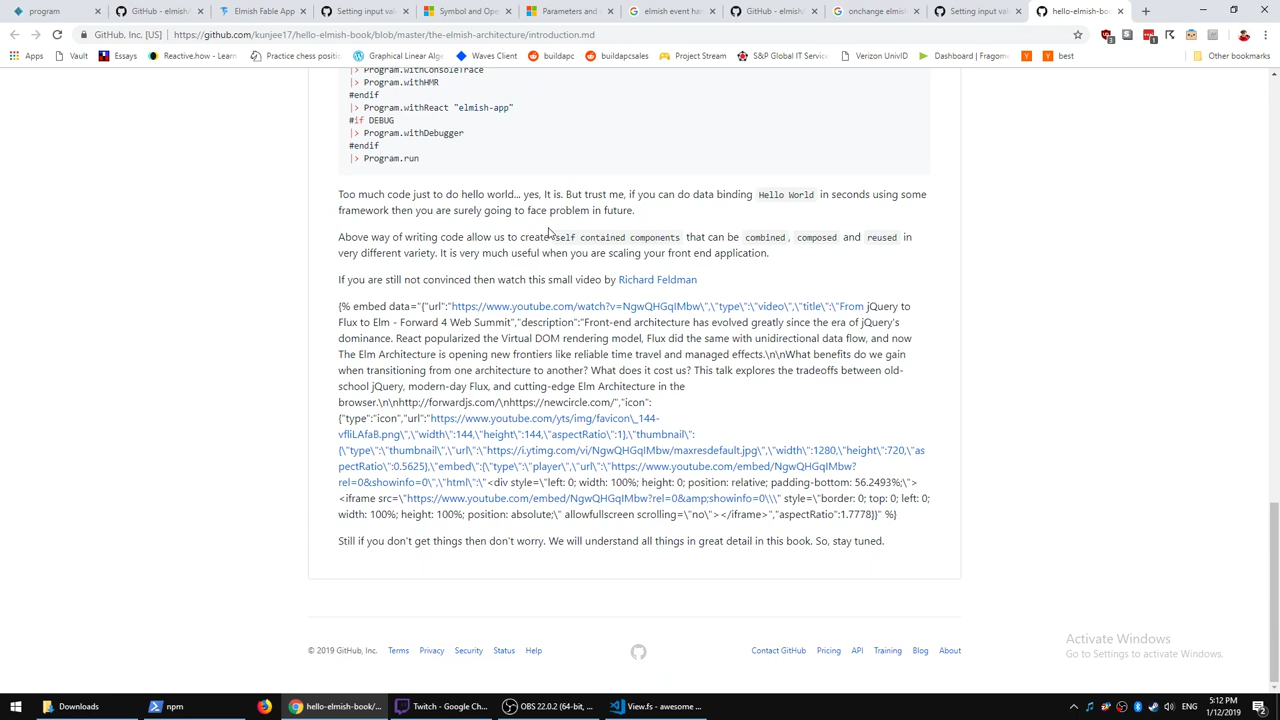 program
GitHub - elmish/
Elmish Fable App
Setting input val
Symbol and Ope
Parameters and
elmish event han
GitHub - elmish/
onchange elmish
Setting input val
hello-elmish-boo
GitHub, Inc. [US] | https://github.com/kunjee17/hello-elmish-book/blob/master/the-elmish-architecture/introduction.md
Apps
Vault
Essays
Reactive.how - Learn
Practice chess positio
Graphical Linear Alge
Waves Client
buildapc
buildapcsales
Project Stream
S&P Global IT Service
Verizon UnivID
Dashboard | Fragome
best
Other bookmarks
|> Program.withConsoleTrace
|> Program.withHMR
#endif
|> Program.withReact "elmish-app"
#if DEBUG
|> Program.withDebugger
#endif
|> Program.run
Too much code just to do hello world... yes, It is. But trust me, if you can do data binding Hello World in seconds using some
framework then you are surely going to face problem in future.
Above way of writing code allow us to create self contained components that can be combined, composed and reused in
very different variety. It is very much useful when you are scaling your front end application.
If you are still not convinced then watch this small video by Richard Feldman
{% embed data="{"url":"https://www.youtube.com/watch?v=NgwQHGqIMbw\",\"type\":\"video\",\"title\":\"From jQuery to
Flux to Elm - Forward 4 Web Summit","description":"Front-end architecture has evolved greatly since the era of jQuery's
dominance. React popularized the Virtual DOM rendering model, Flux did the same with unidirectional data flow, and now
The Elm Architecture is opening new frontiers like reliable time travel and managed effects.\n\nWhat benefits do we gain
when transitioning from one architecture to another? What does it cost us? This talk explores the tradeoffs between old-
school jQuery, modern-day Flux, and cutting-edge Elm Architecture in the
browser.\n\nhttp://forwardjs.com/\nhttps://newcircle.com/","icon":
{"type":"icon","url":"https://www.youtube.com/yts/img/favicon\_144-
vfliLAfaB.png\",\"width\":144,\"height\":144,\"aspectRatio\":1},\"thumbnail\":
{\"type\":\"thumbnail\",\"url\":\"https://i.ytimg.com/vi/NgwQHGqIMbw/maxresdefault.jpg\",\"width\":1280,\"height\":720,\"as
pectRatio\":0.5625},\"embed\":{\"type\":\"player\",\"url\":\"https://www.youtube.com/embed/NgwQHGqIMbw?
rel=0&showinfo=0\",\"html\":\"<div style=\"left: 0; width: 100%; height: 0; position: relative; padding-bottom: 56.2493%;\">
<iframe src=\"https://www.youtube.com/embed/NgwQHGqIMbw?rel=0&amp;showinfo=0\\\" style=\"border: 0; top: 0; left: 0;
width: 100%; height: 100%; position: absolute;\" allowfullscreen scrolling=\"no\"></iframe>","aspectRatio":1.7778}}" %}
Still if you don't get things then don't worry. We will understand all things in great detail in this book. So, stay tuned.
© 2019 GitHub, Inc.
Terms
Privacy
Security
Status
Help
Contact GitHub
Pricing
API
Training
Blog
About
Activate Windows
Go to Settings to activate Windows.
Downloads
npm
hello-elmish-book/...
Twitch - Google Ch...
OBS 22.0.2 (64-bit, ...
View.fs - awesome ...
5:12 PM
1/12/2019